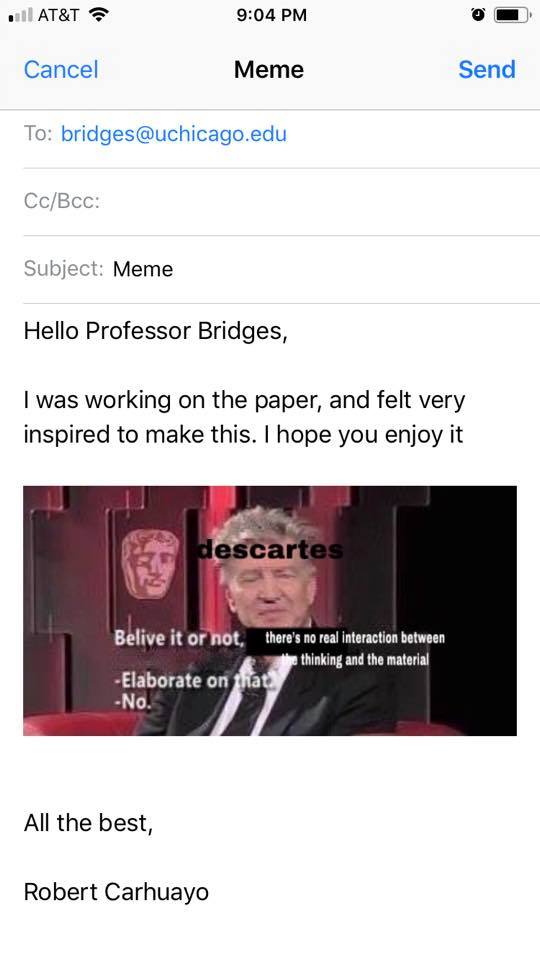 AT&T
9:04 PM
Cancel
Meme
Send
To: bridges@uchicago.edu
Cc/Bcc:
Subject: Meme
Hello Professor Bridges,
I was working on the paper, and felt very
inspired to make this. I hope you enjoy it
descartes
Belive it or not, there's no real interaction between
the thinking and the material
-Elaborate on that.
-No.
All the best,
Robert Carhuayo